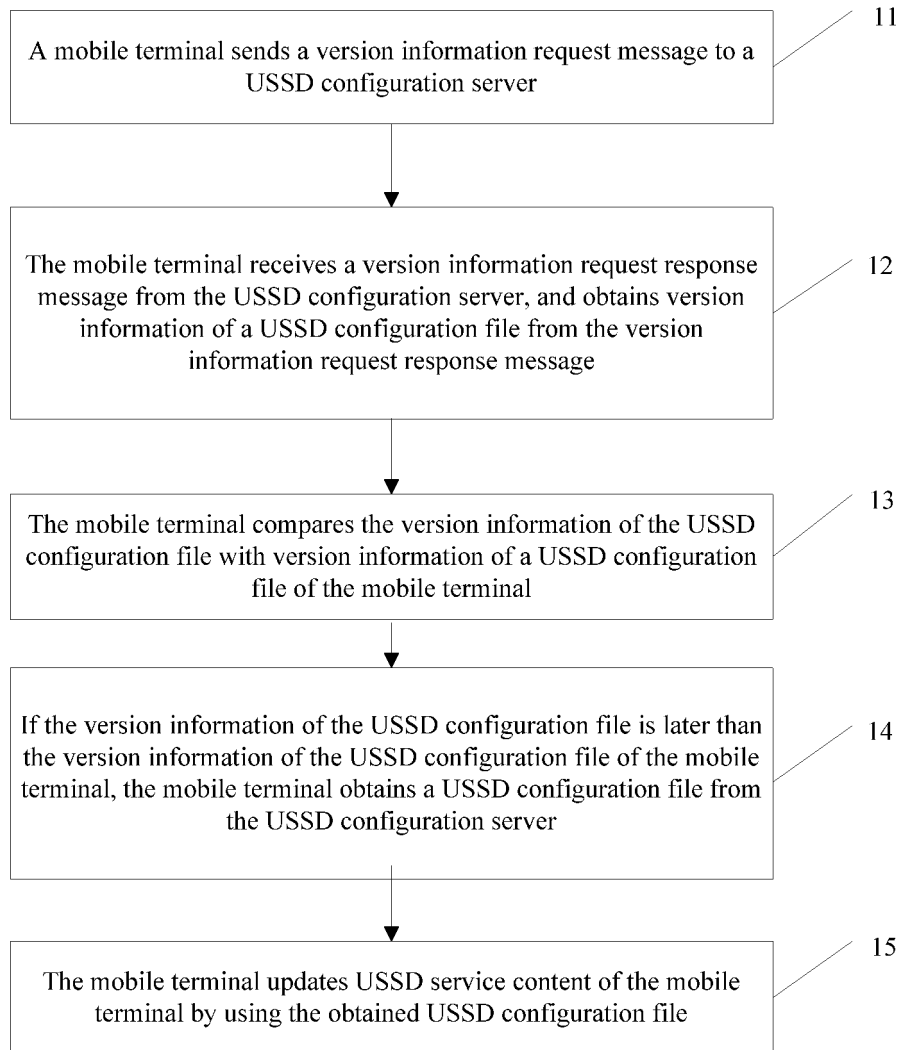 A mobile terminal sends a version information request message to a
USSD configuration server
11
The mobile terminal receives a version information request response
message from the USSD configuration server, and obtains version
information of a USSD configuration file from the version
information request response message
12
The mobile terminal compares the version information of the USSD
configuration file with version information of a USSD configuration
file of the mobile terminal
13
If the version information of the USSD configuration file is later than
the version information of the USSD configuration file of the mobile
terminal, the mobile terminal obtains a USSD configuration file from
the USSD configuration server
14
The mobile terminal updates USSD service content of the mobile
terminal by using the obtained USSD configuration file
15